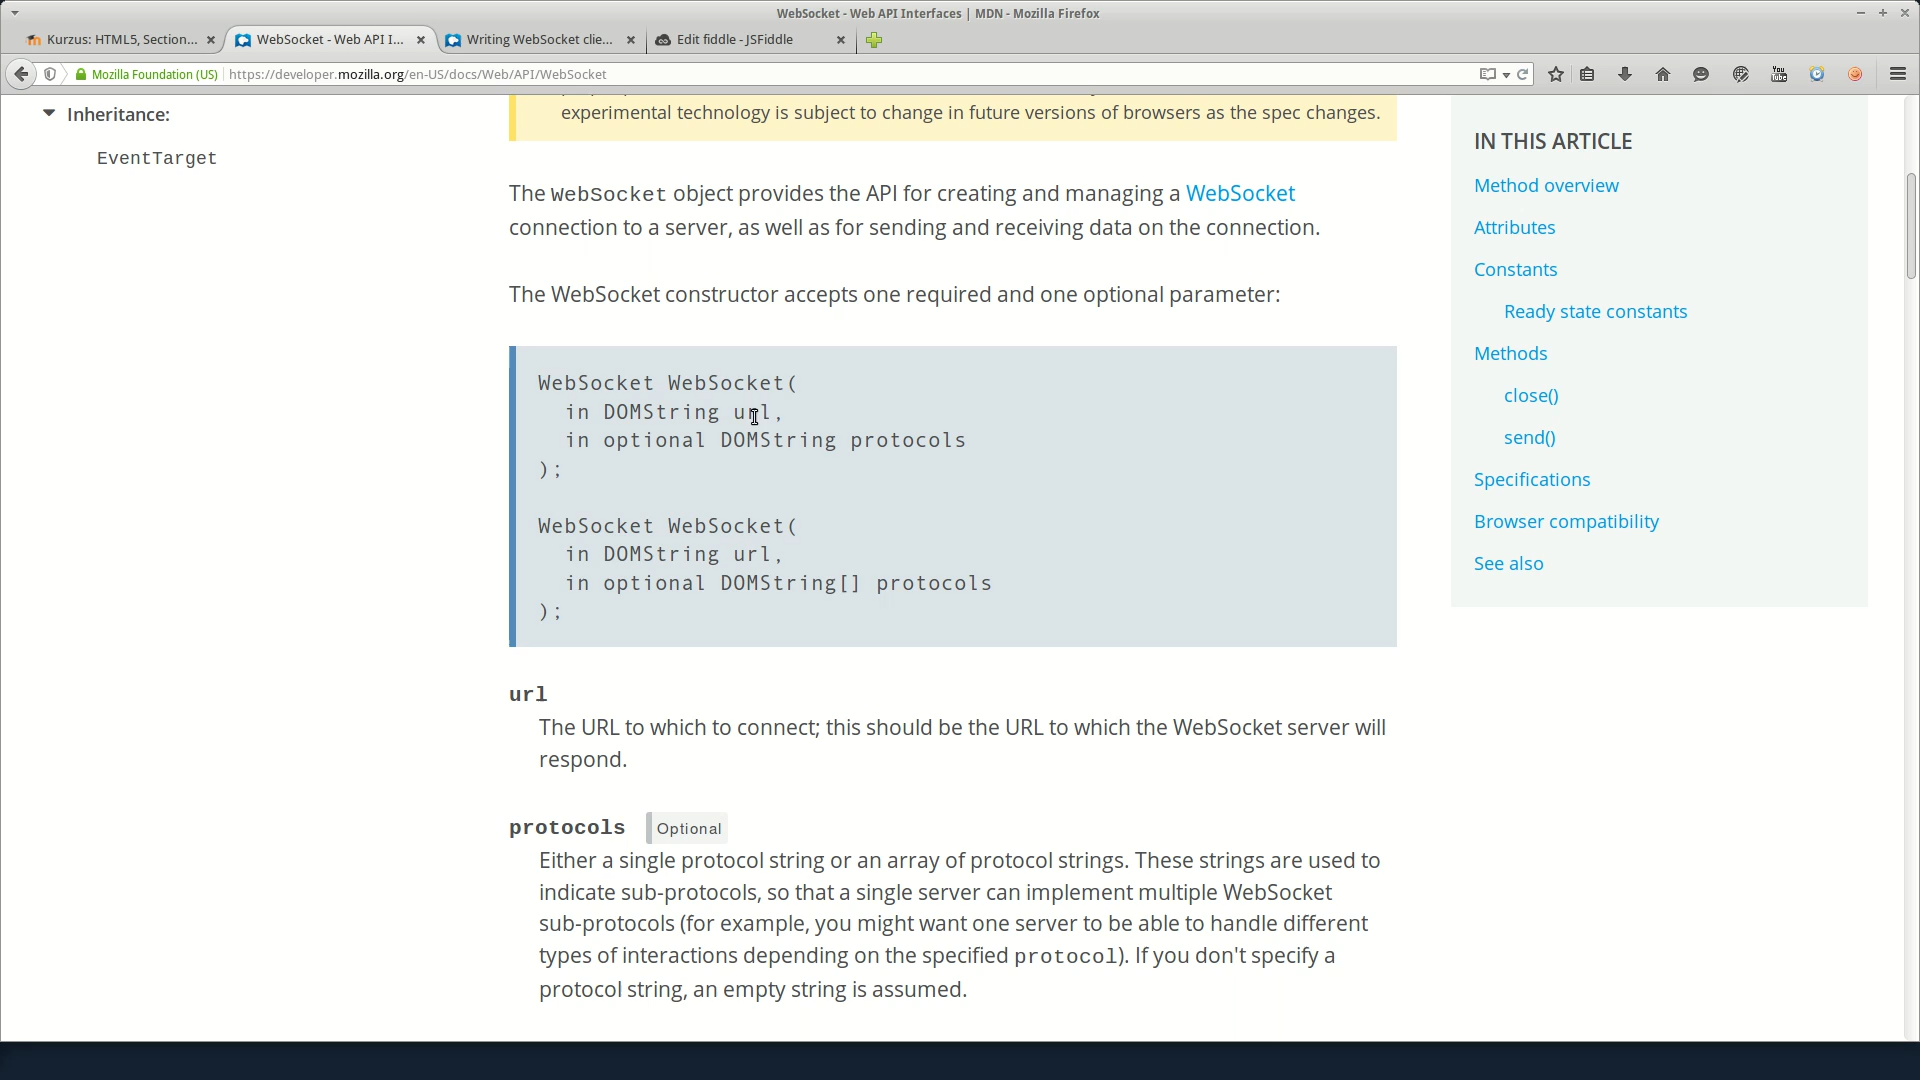 WebSocket - Web API Interfaces | MDN - Mozilla Firefox
Kurzus: HTML5, Section...
WebSocket - Web API I...
Writing WebSocket clie...
Edit fiddle - JSFiddle
Mozilla Foundation (US)
https://developer.mozilla.org/en-US/docs/Web/API/WebSocket
Inheritance:
EventTarget
experimental technology is subject to change in future versions of browsers as the spec changes.
The WebSocket object provides the API for creating and managing a WebSocket
connection to a server, as well as for sending and receiving data on the connection.
The WebSocket constructor accepts one required and one optional parameter:
WebSocket WebSocket(
in DOMString url,
in optional DOMString protocols
);
WebSocket WebSocket(
in DOMString url,
in optional DOMString[] protocols
);
url
The URL to which to connect; this should be the URL to which the WebSocket server will
respond.
protocols Optional
Either a single protocol string or an array of protocol strings. These strings are used to
indicate sub-protocols, so that a single server can implement multiple WebSocket
sub-protocols (for example, you might want one server to be able to handle different
types of interactions depending on the specified protocol). If you don't specify a
protocol string, an empty string is assumed.
IN THIS ARTICLE
Method overview
Attributes
Constants
Ready state constants
Methods
close()
send()
Specifications
Browser compatibility
See also